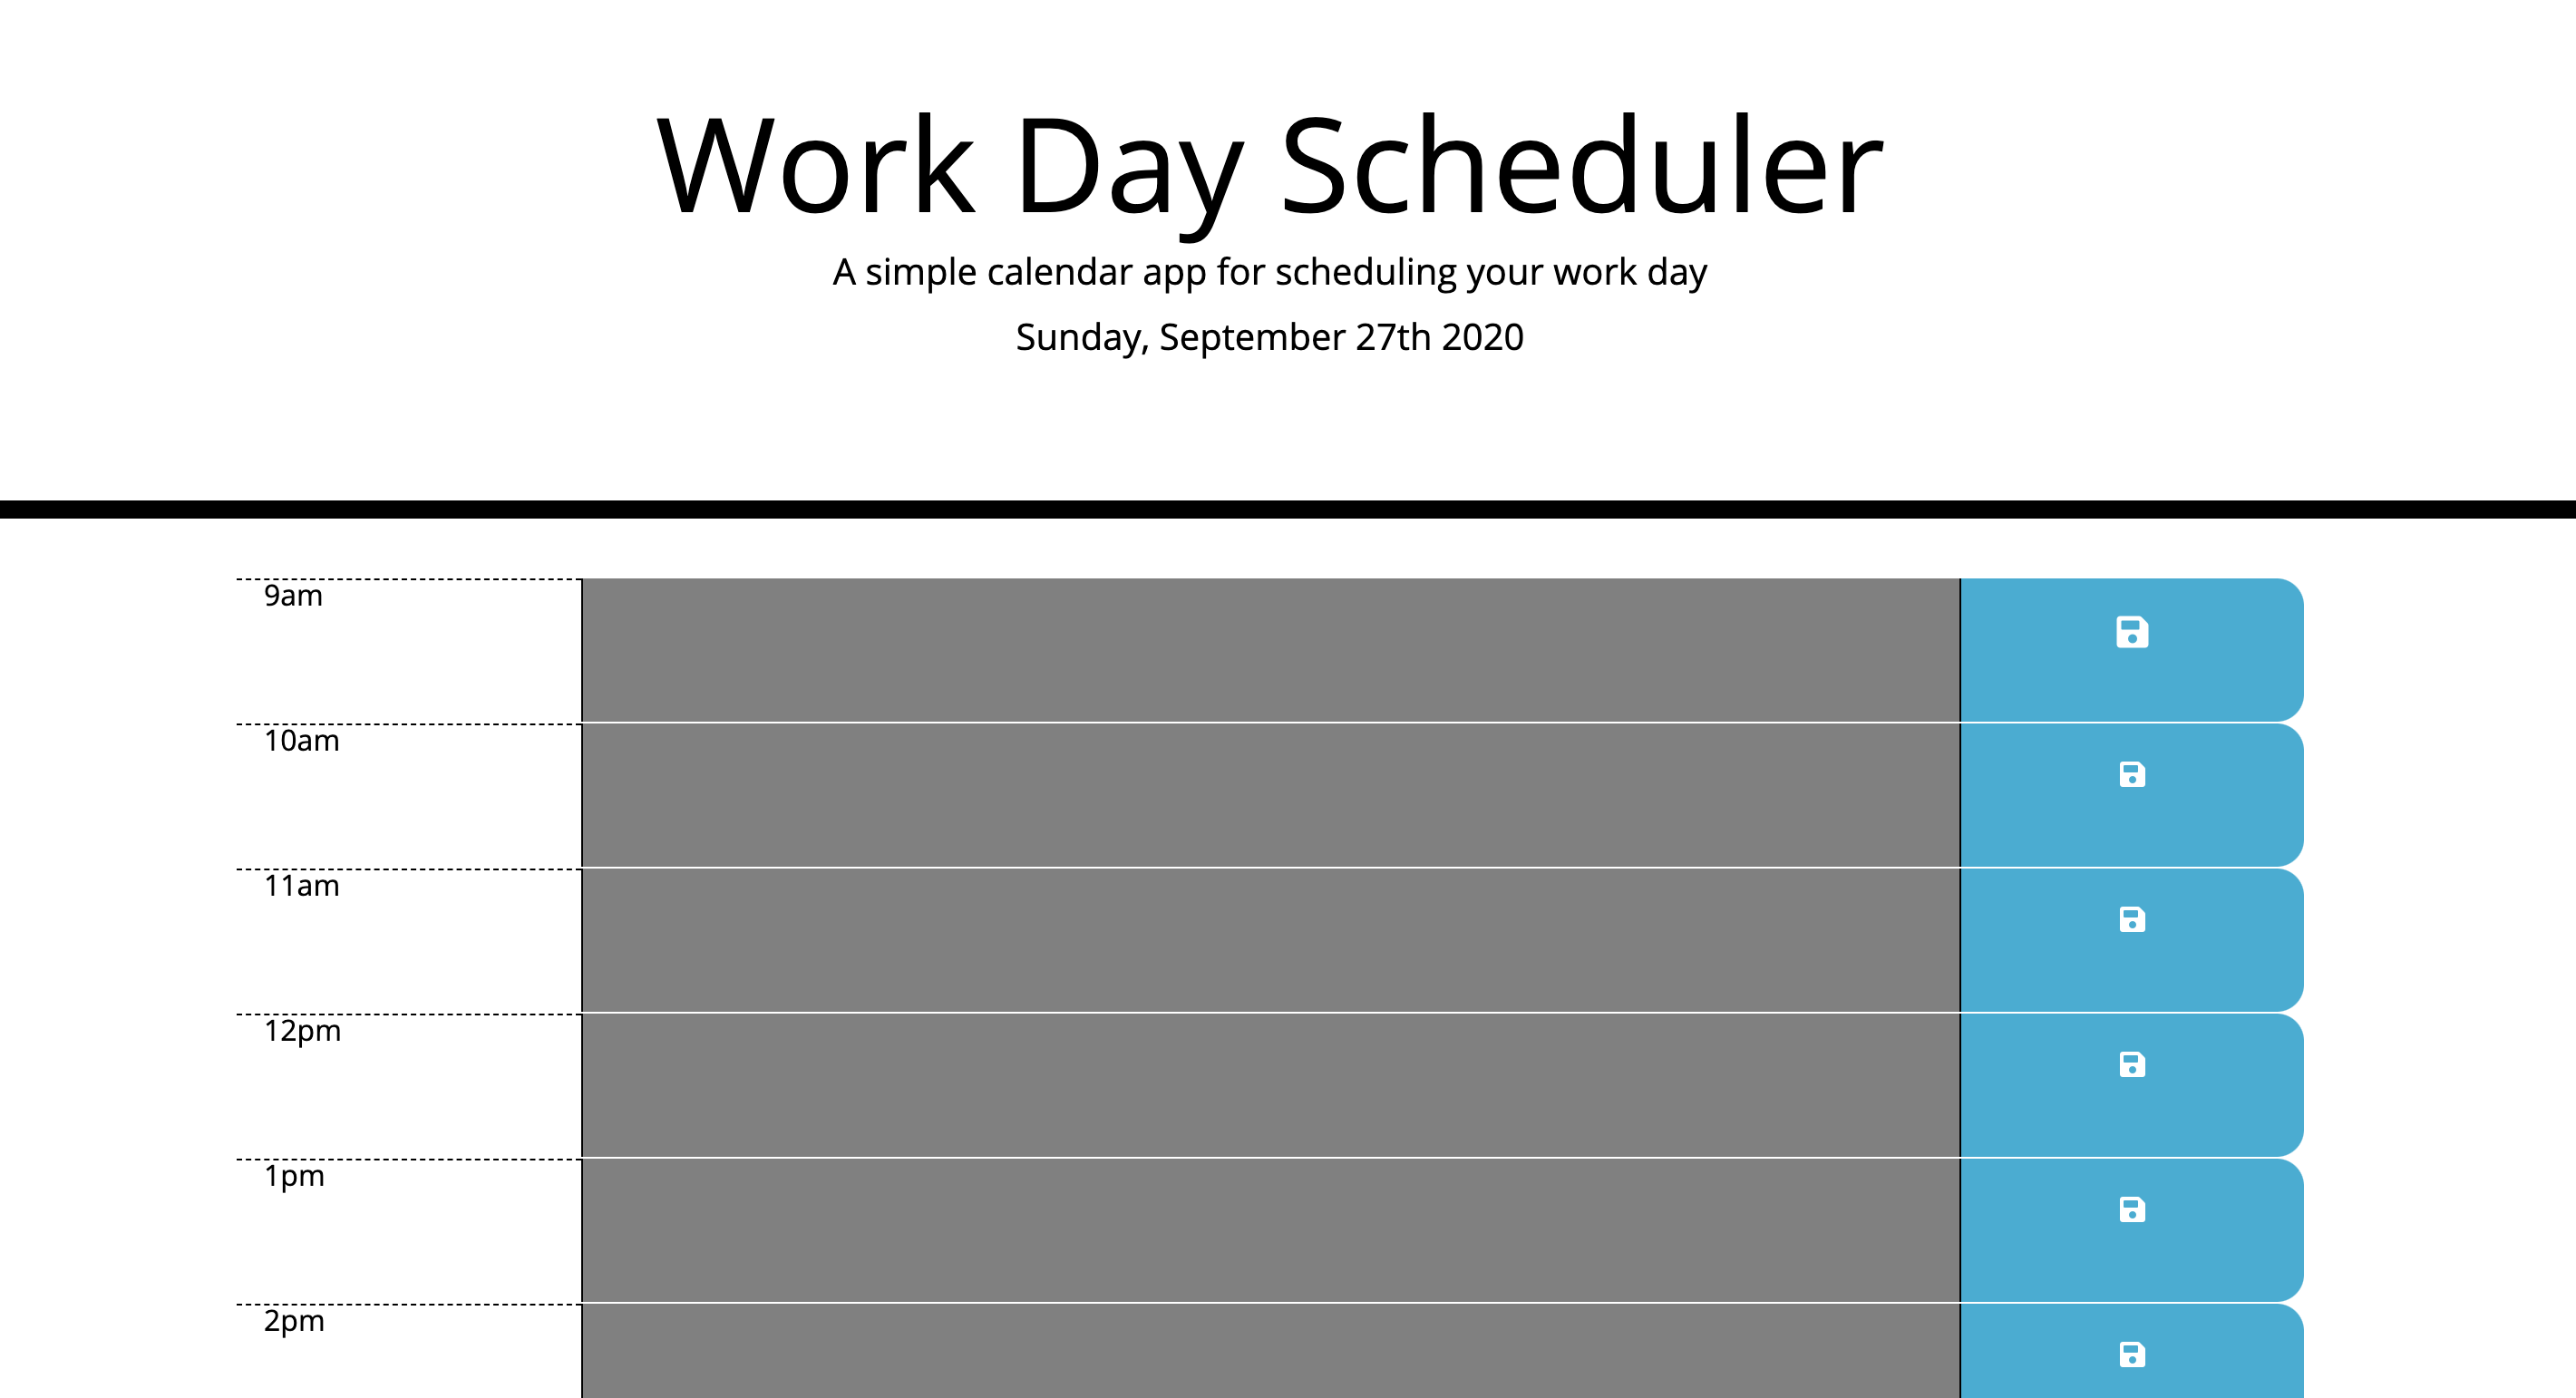 Work Day Scheduler
A simple calendar app for scheduling your work day
Sunday, September 27th 2020
9am
10am
11am
12pm
1pm
2pm